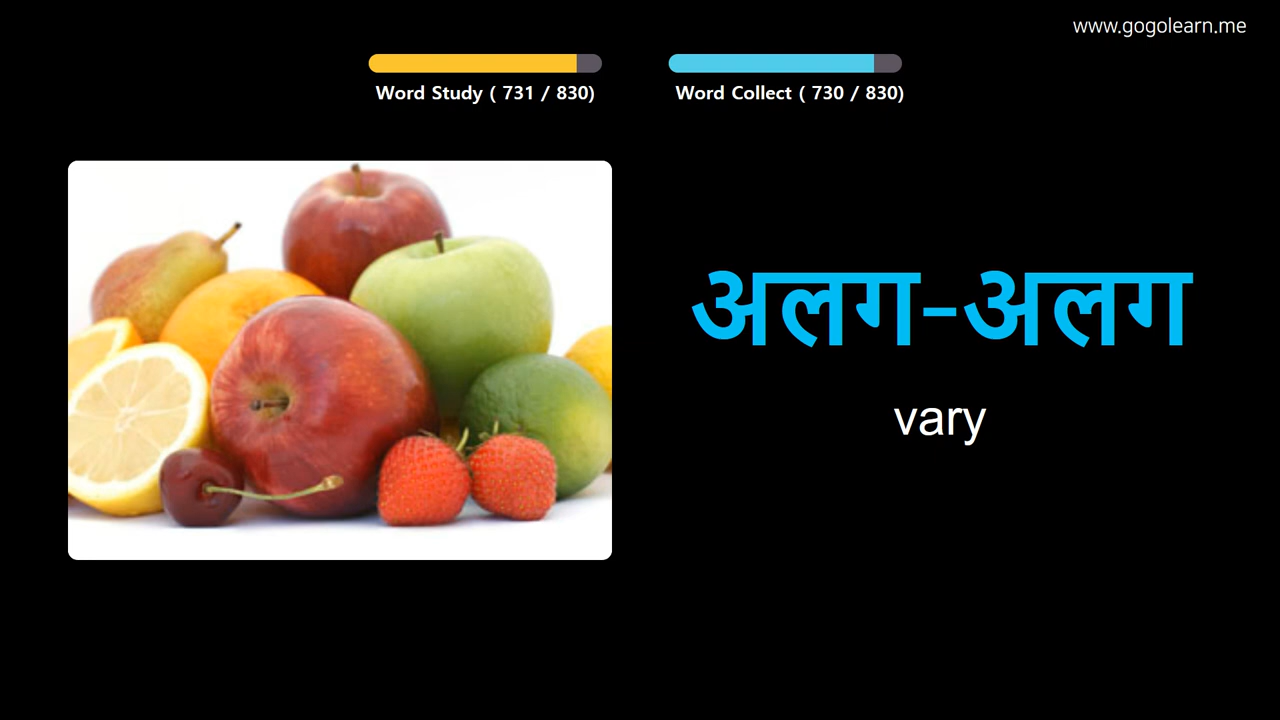 www.gogolearn.me
Word Study ( 731 / 830)
Word Collect ( 730 / 830)
अलग-अलग
vary